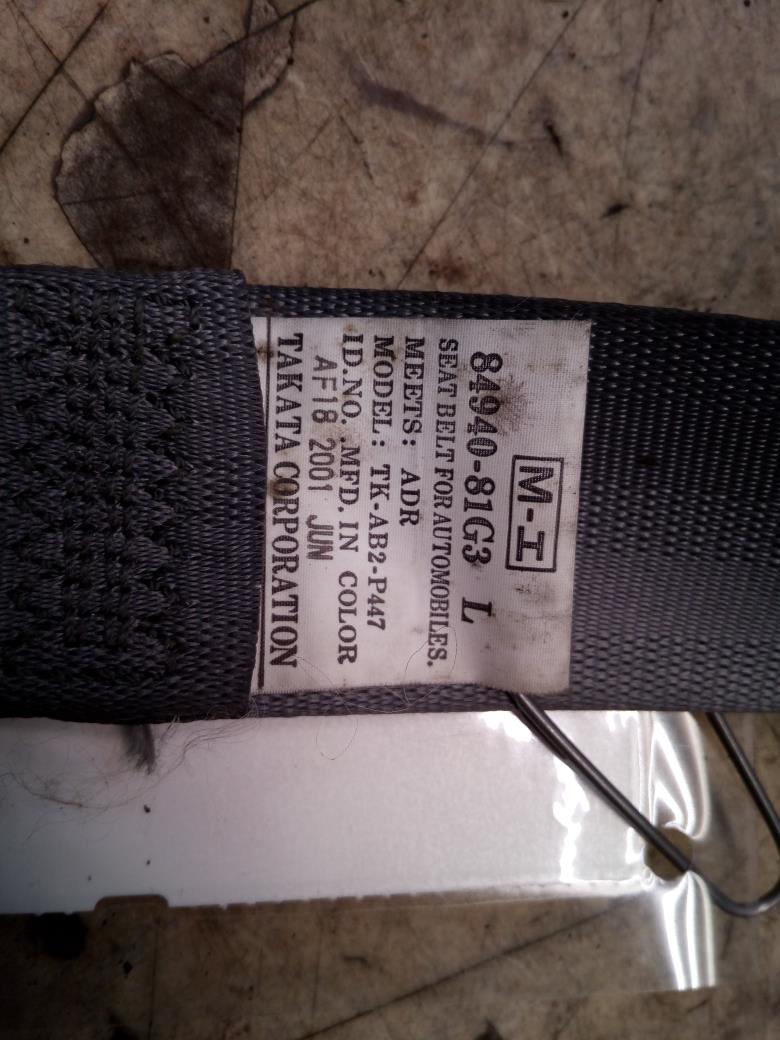 M-I
84940-81G3 L
SEAT BELT FOR AUTOMOBILES.
MEETS: ADR
MODEL: TK-AB2-P447
ID.NO. .MFD. IN COLOR
AF18 2001 JUN
TAKATA CORPORATION